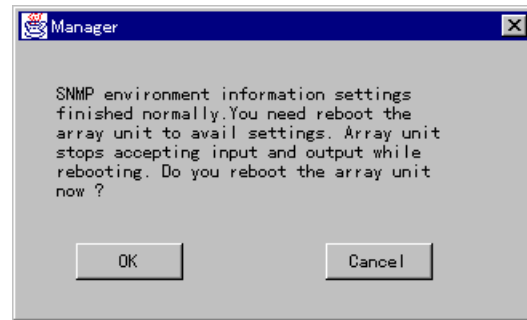 Manager
SNMP environment information settings
finished normally.You need reboot the
array unit to avail settings. Array unit
stops accepting input and output while
rebooting. Do you reboot the array unit
now ?
OK
Cancel